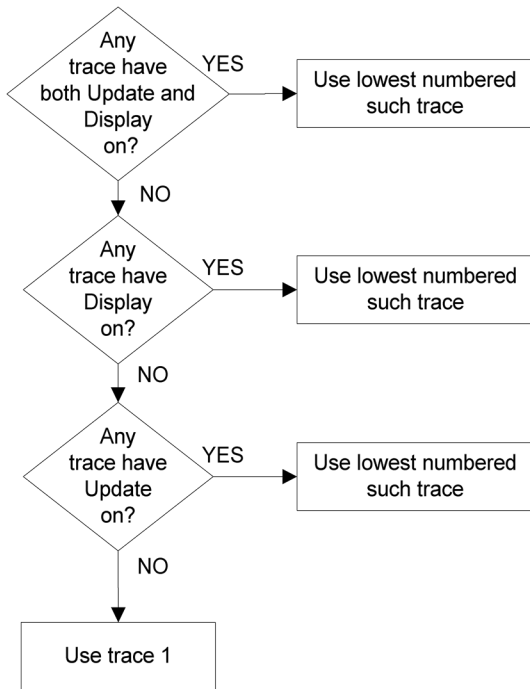 Any
trace have
both Update and
Display
on?
YES
Use lowest numbered
such trace
NO
Any
trace have
Display
on?
YES
Use lowest numbered
such trace
NO
Any
trace have
Update
on?
YES
Use lowest numbered
such trace
NO
Use trace 1